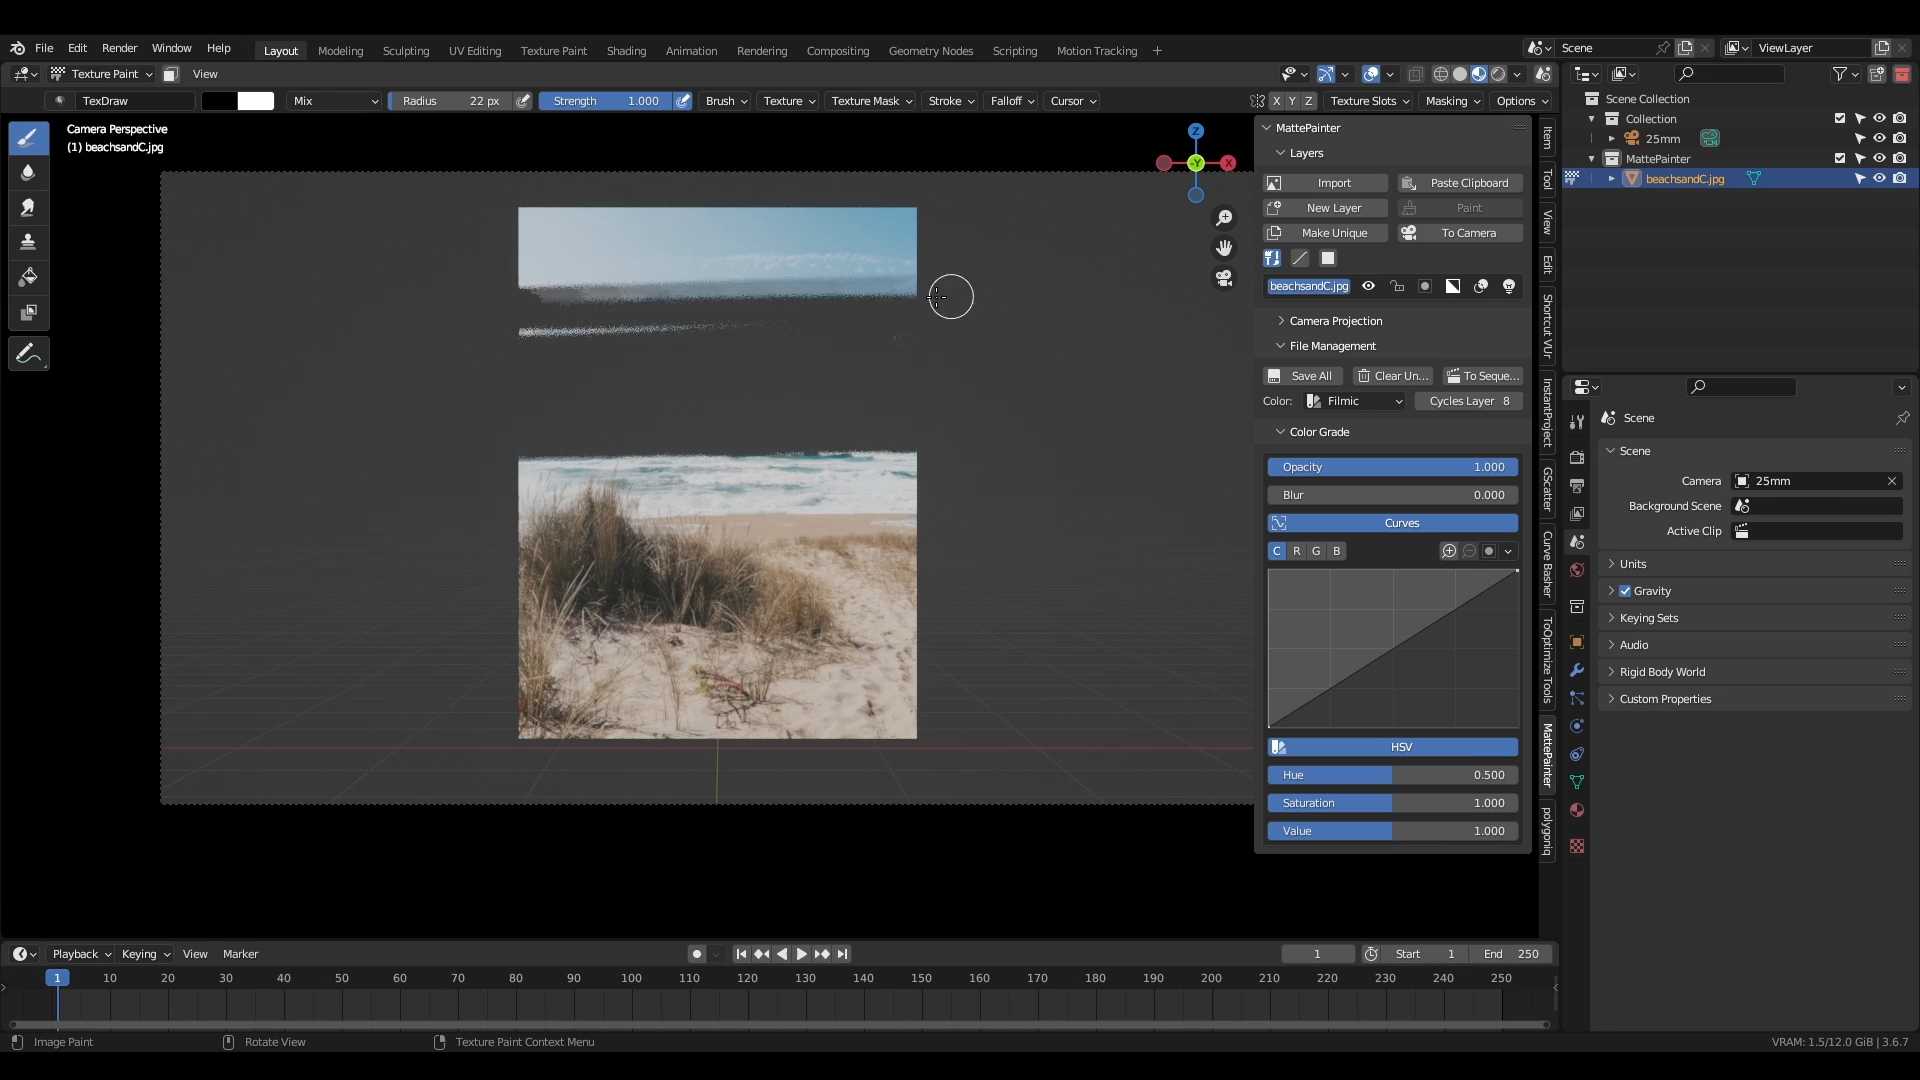 File Edit Render Window Help Layout Modeling Sculpting UV Editing Texture Paint Shading Animation Rendering Compositing Geometry Nodes Scripting Motion Tracking + Scene ViewLayer
Texture Paint View
TexDraw Mix Radius 22 px Strength 1.000 Brush Texture Texture Mask Stroke Falloff Cursor X Y Z Texture Slots Masking Options
Camera Perspective
(1) beachsandC.jpg
Z
-Y
X
MattePainter
Layers
Import Paste Clipboard
New Layer Paint
Make Unique To Camera
beachsandC.jpg
Camera Projection
File Management
Save All Clear Un... To Seque...
Color: Filmic Cycles Layer 8
Color Grade
Opacity 1.000
Blur 0.000
Curves
C R G B
HSV
Hue 0.500
Saturation 1.000
Value 1.000
Item
Tool
View
Edit
Shortcut VUr
InstantProject
GScatter
Curve Basher
ToOptimize Tools
MattePainter
polygoniq
Scene Collection
Collection
25mm
MattePainter
beachsandC.jpg
Scene
Scene
Camera 25mm
Background Scene
Active Clip
Units
Gravity
Keying Sets
Audio
Rigid Body World
Custom Properties
Playback Keying View Marker 1 Start 1 End 250
1 10 20 30 40 50 60 70 80 90 100 110 120 130 140 150 160 170 180 190 200 210 220 230 240 250
Image Paint Rotate View Texture Paint Context Menu VRAM: 1.5/12.0 GiB | 3.6.7